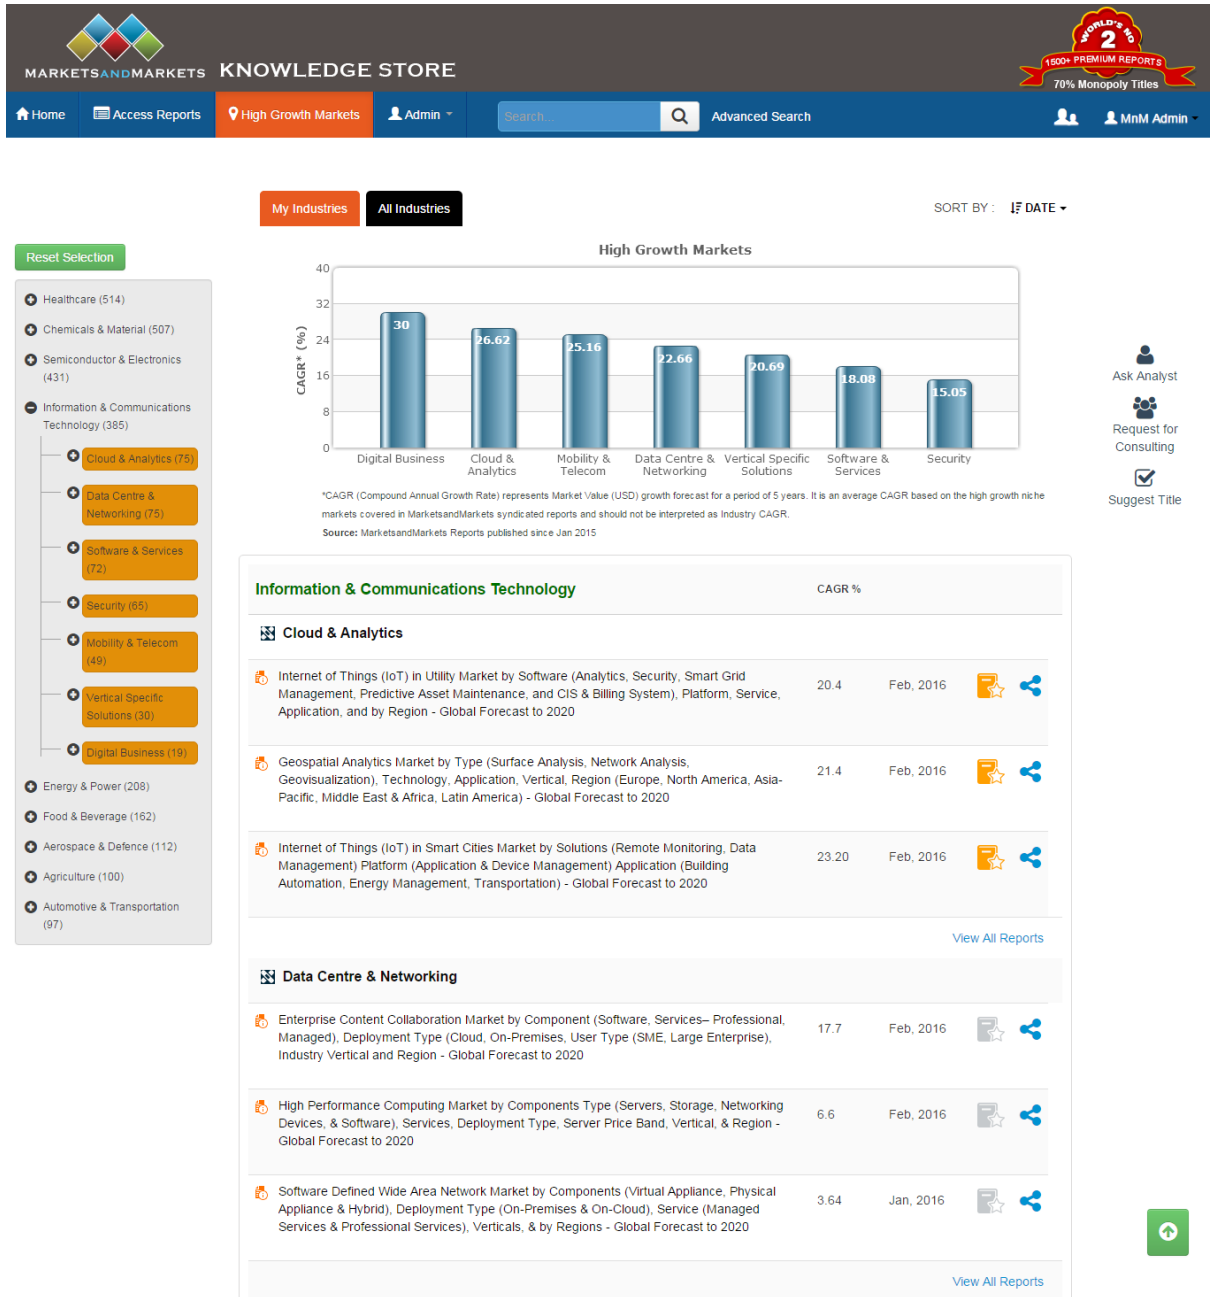 WORLD'S NO
2
1500+ PREMIUM REPORTS
70% Monopoly Titles
MARKETSANDMARKETS KNOWLEDGE STORE
Home Access Reports High Growth Markets Admin Search... Advanced Search MnM Admin
My Industries All Industries SORT BY : DATE
Reset Selection
Healthcare (514)
Chemicals & Material (507)
Semiconductor & Electronics
(431)
Information & Communications
Technology (385)
Cloud & Analytics (75)
Data Centre &
Networking (75)
Software & Services
(72)
Security (65)
Mobility & Telecom
(49)
Vertical Specific
Solutions (30)
Digital Business (19)
Energy & Power (208)
Food & Beverage (162)
Aerospace & Defence (112)
Agriculture (100)
Automotive & Transportation
(97)
High Growth Markets
CAGR* (%)
40
32
24
16
8
0
30
26.62
25.16
22.66
20.69
18.08
15.05
Digital Business
Cloud &
Analytics
Mobility &
Telecom
Data Centre &
Networking
Vertical Specific
Solutions
Software &
Services
Security
*CAGR (Compound Annual Growth Rate) represents Market Value (USD) growth forecast for a period of 5 years. It is an average CAGR based on the high growth niche
markets covered in MarketsandMarkets syndicated reports and should not be interpreted as Industry CAGR.
Source: MarketsandMarkets Reports published since Jan 2015
Ask Analyst
Request for
Consulting
Suggest Title
Information & Communications Technology CAGR %
Cloud & Analytics
Internet of Things (IoT) in Utility Market by Software (Analytics, Security, Smart Grid
Management, Predictive Asset Maintenance, and CIS & Billing System), Platform, Service,
Application, and by Region - Global Forecast to 2020
20.4 Feb, 2016
Geospatial Analytics Market by Type (Surface Analysis, Network Analysis,
Geovisualization), Technology, Application, Vertical, Region (Europe, North America, Asia-
Pacific, Middle East & Africa, Latin America) - Global Forecast to 2020
21.4 Feb, 2016
Internet of Things (IoT) in Smart Cities Market by Solutions (Remote Monitoring, Data
Management) Platform (Application & Device Management) Application (Building
Automation, Energy Management, Transportation) - Global Forecast to 2020
23.20 Feb, 2016
View All Reports
Data Centre & Networking
Enterprise Content Collaboration Market by Component (Software, Services– Professional,
Managed), Deployment Type (Cloud, On-Premises, User Type (SME, Large Enterprise),
Industry Vertical and Region - Global Forecast to 2020
17.7 Feb, 2016
High Performance Computing Market by Components Type (Servers, Storage, Networking
Devices, & Software), Services, Deployment Type, Server Price Band, Vertical, & Region -
Global Forecast to 2020
6.6 Feb, 2016
Software Defined Wide Area Network Market by Components (Virtual Appliance, Physical
Appliance & Hybrid), Deployment Type (On-Premises & On-Cloud), Service (Managed
Services & Professional Services), Verticals, & by Regions - Global Forecast to 2020
3.64 Jan, 2016
View All Reports